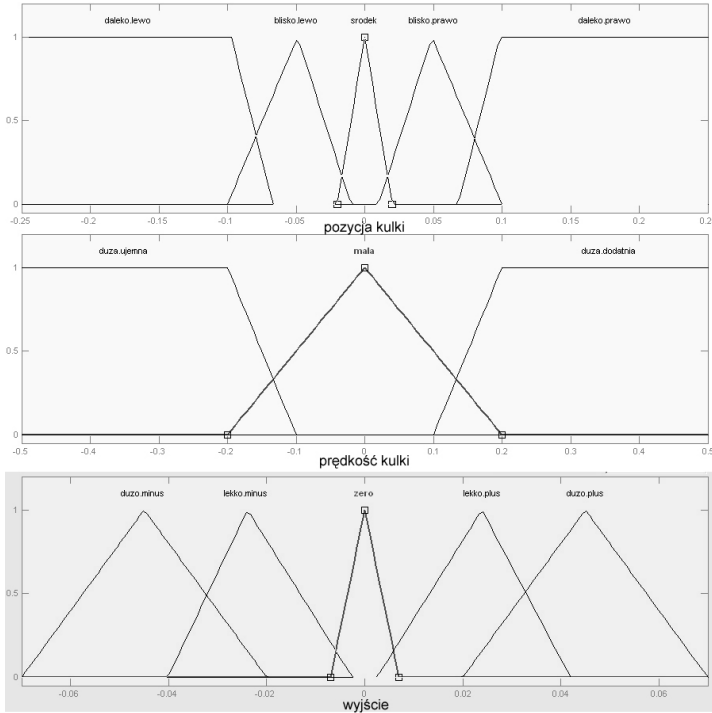 daleko.lewo blisko.lewo srodek blisko.prawo daleko.prawo
1
0.5
0
-0.25 -0.2 -0.15 -0.1 -0.05 0 0.05 0.1 0.15 0.2 0.2
pozycja kulki
duza.ujemna mala duza.dodatnia
1
0.5
0
-0.5 -0.4 -0.3 -0.2 -0.1 0 0.1 0.2 0.3 0.4 0.5
prędkość kulki
duzo.minus lekko.minus zero lekko.plus duzo.plus
1
0.5
0
-0.06 -0.04 -0.02 0 0.02 0.04 0.06
wyjście